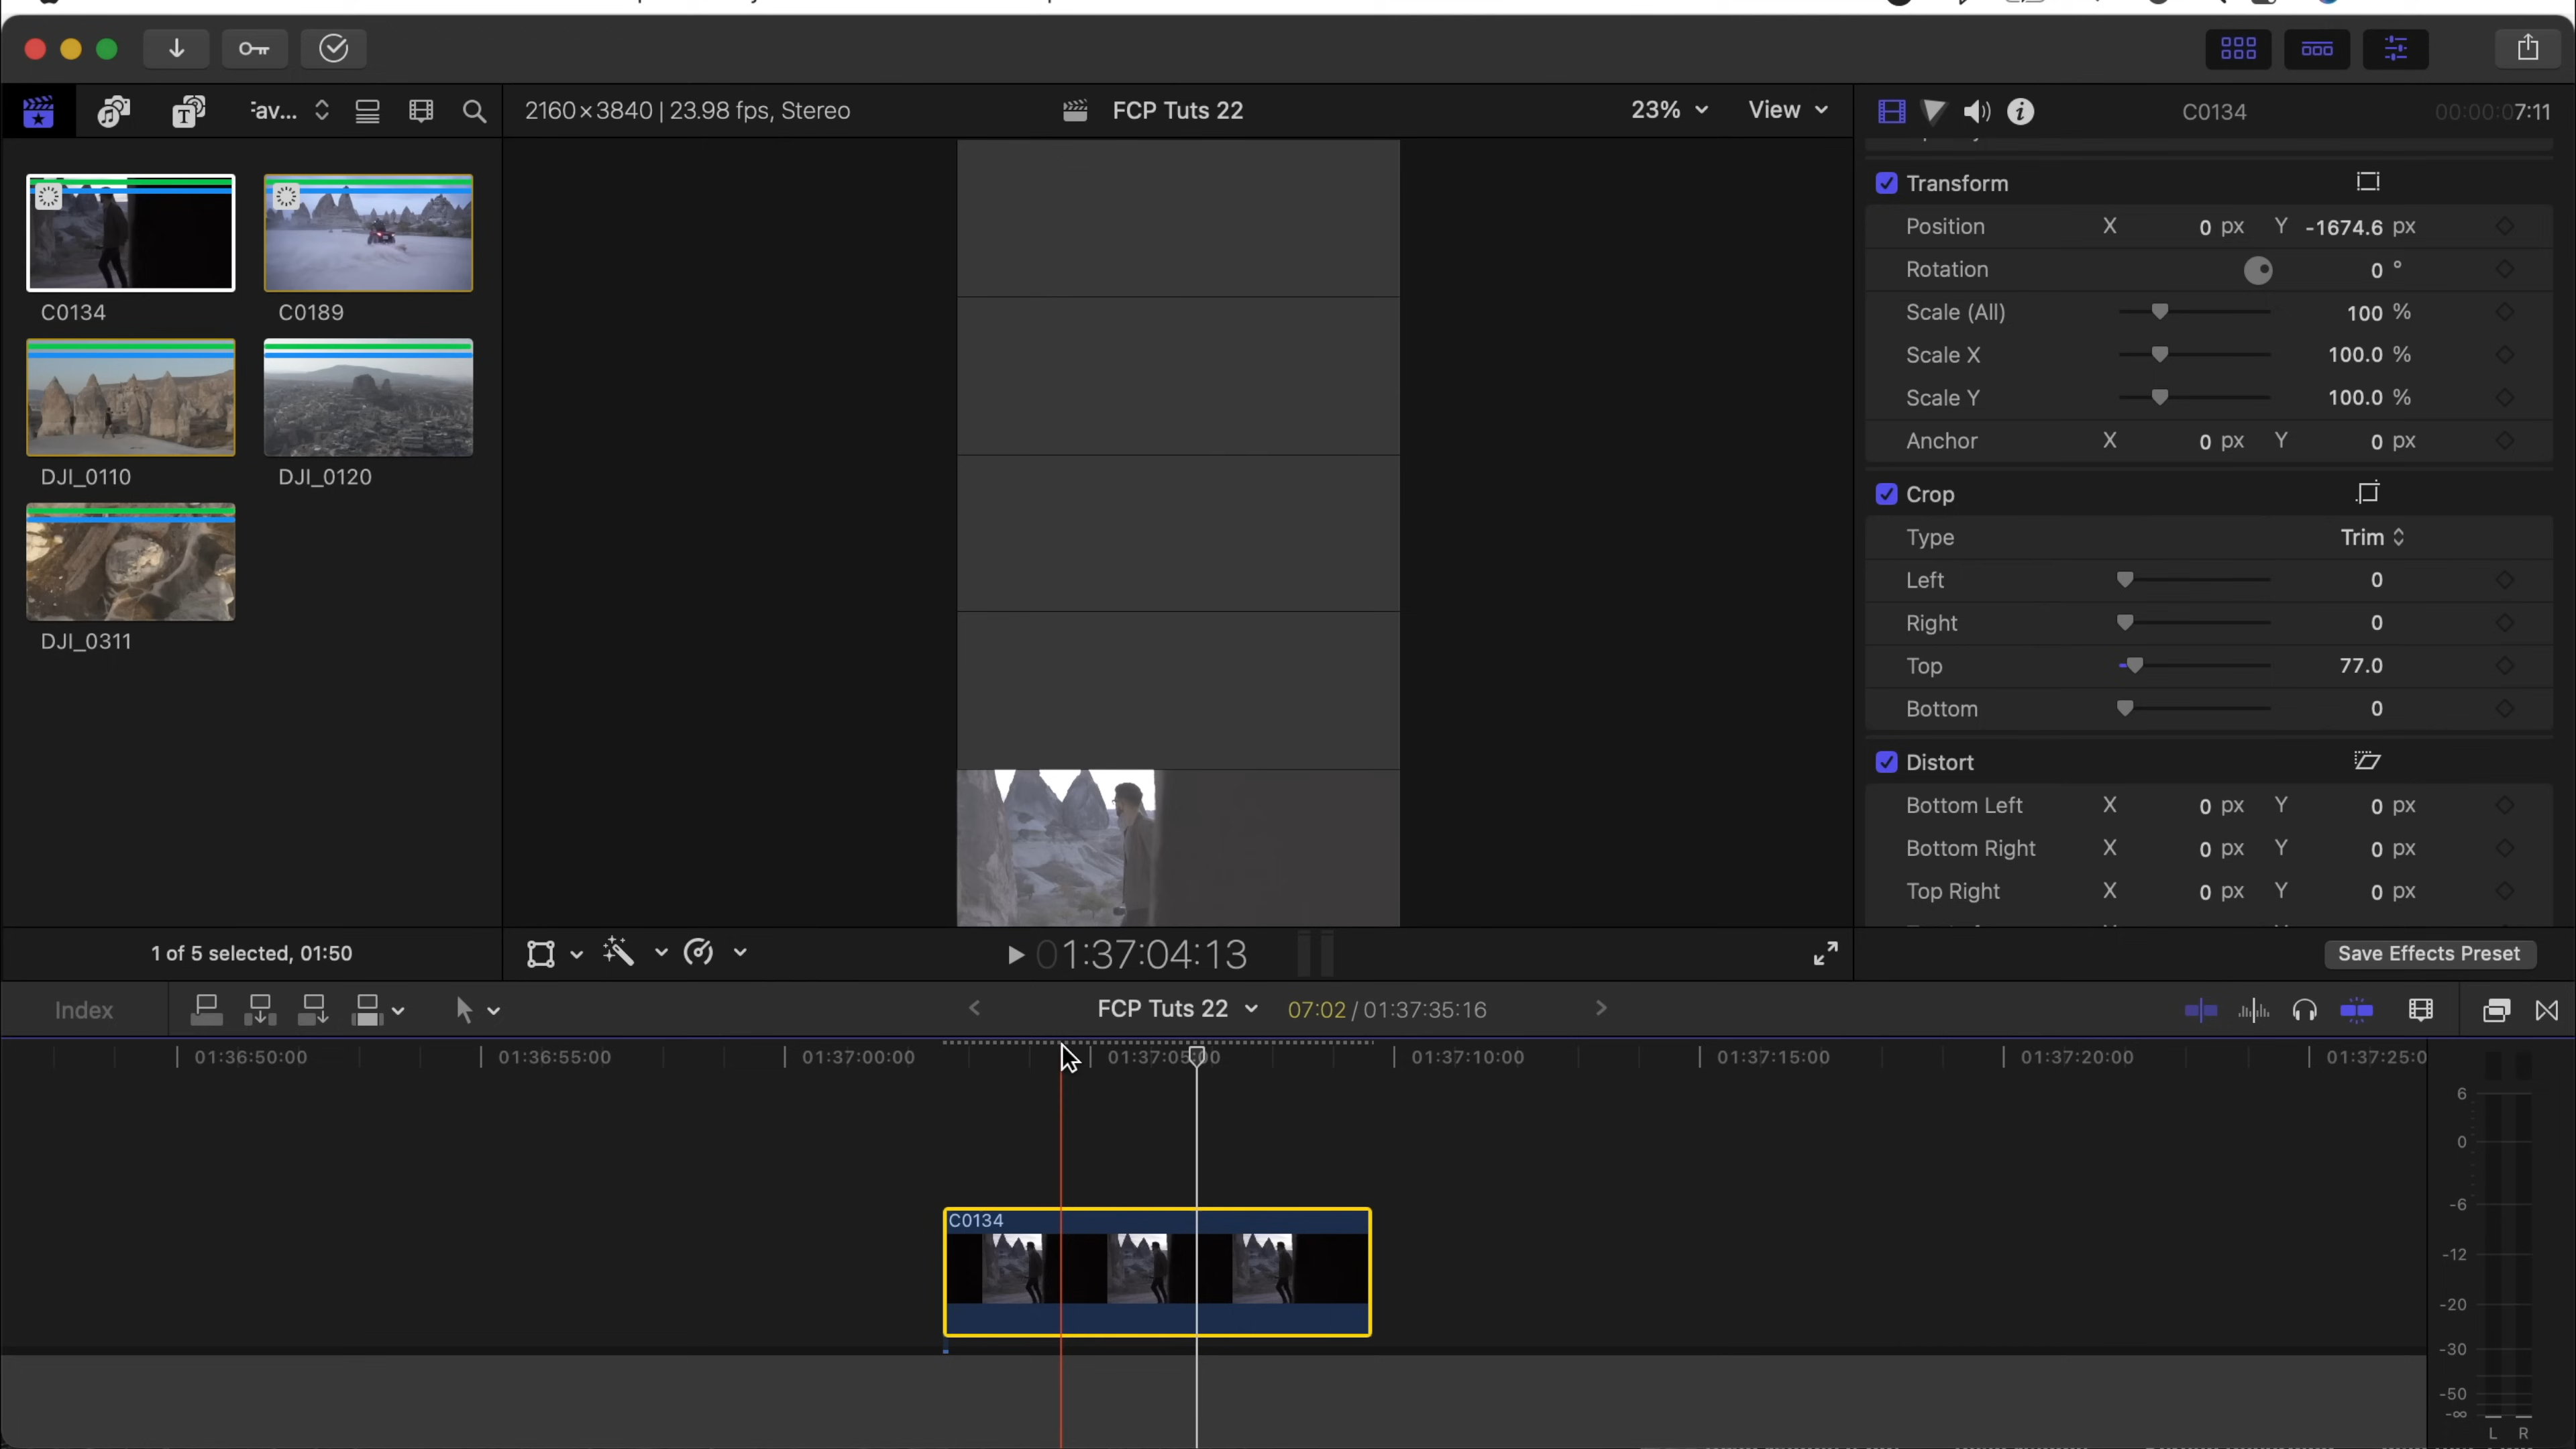 :av...
2160×3840 | 23.98 fps, Stereo
FCP Tuts 22
23%
View
C0134
00:00:07:11
C0134
C0189
DJI_0110
DJI_0120
DJI_0311
1 of 5 selected, 01:50
Transform
Position X 0 px Y -1674.6 px
Rotation 0 °
Scale (All) 100 %
Scale X 100.0 %
Scale Y 100.0 %
Anchor X 0 px Y 0 px
Crop
Type Trim
Left 0
Right 0
Top 77.0
Bottom 0
Distort
Bottom Left X 0 px Y 0 px
Bottom Right X 0 px Y 0 px
Top Right X 0 px Y 0 px
01:37:04:13
Save Effects Preset
Index
FCP Tuts 22
07:02 / 01:37:35:16
01:36:50:00
01:36:55:00
01:37:00:00
01:37:05:00
01:37:10:00
01:37:15:00
01:37:20:00
01:37:25:0
C0134
6
0
-6
-12
-20
-30
-50
-∞
L R